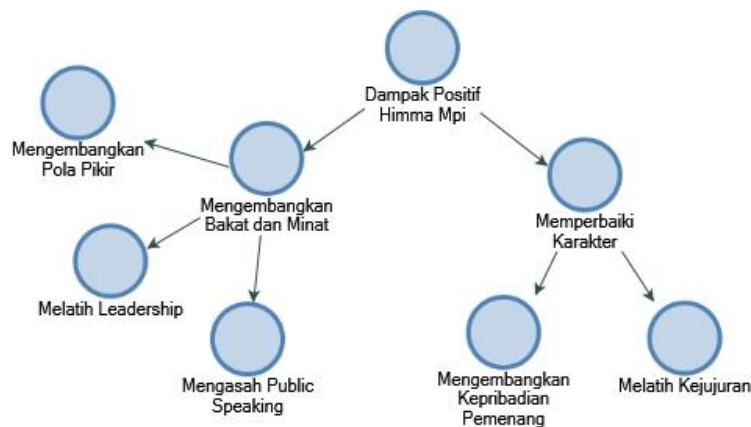 Dampak Positif
Himma Mpi
Mengembangkan
Pola Pikir
Mengembangkan
Bakat dan Minat
Memperbaiki
Karakter
Melatih Leadership
Mengasah Public
Speaking
Mengembangkan
Kepribadian
Pemenang
Melatih Kejujuran